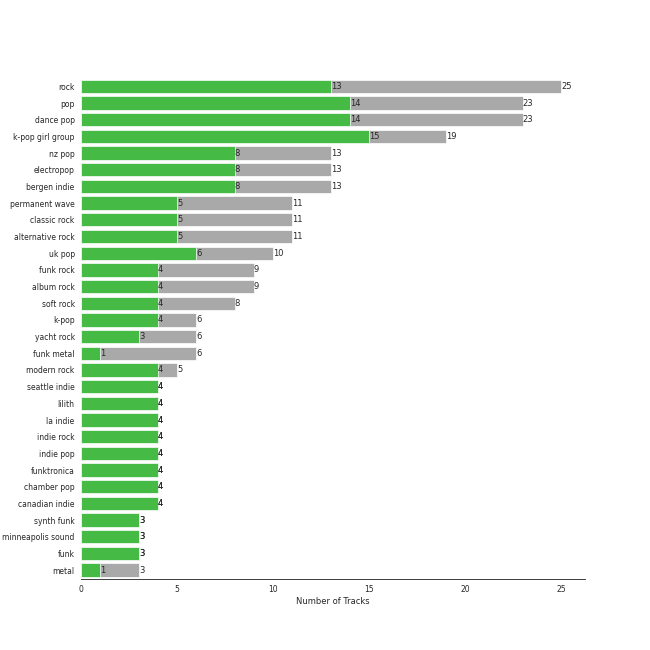 rock 13 25
pop 14 23
dance pop 14 23
k-pop girl group 15 19
nz pop 8 13
electropop 8 13
bergen indie 8 13
permanent wave 5 11
classic rock 5 11
alternative rock 5 11
uk pop 6 10
funk rock 4 9
album rock 4 9
soft rock 4 8
k-pop 4 6
yacht rock 3 6
funk metal 1 6
modern rock 4 5
seattle indie 4
lilith 4
la indie 4
indie rock 4
indie pop 4
funktronica 4
chamber pop 4
canadian indie 4
synth funk 3
minneapolis sound 3
funk 3
metal 1 3
0 5 10 15 20 25
Number of Tracks